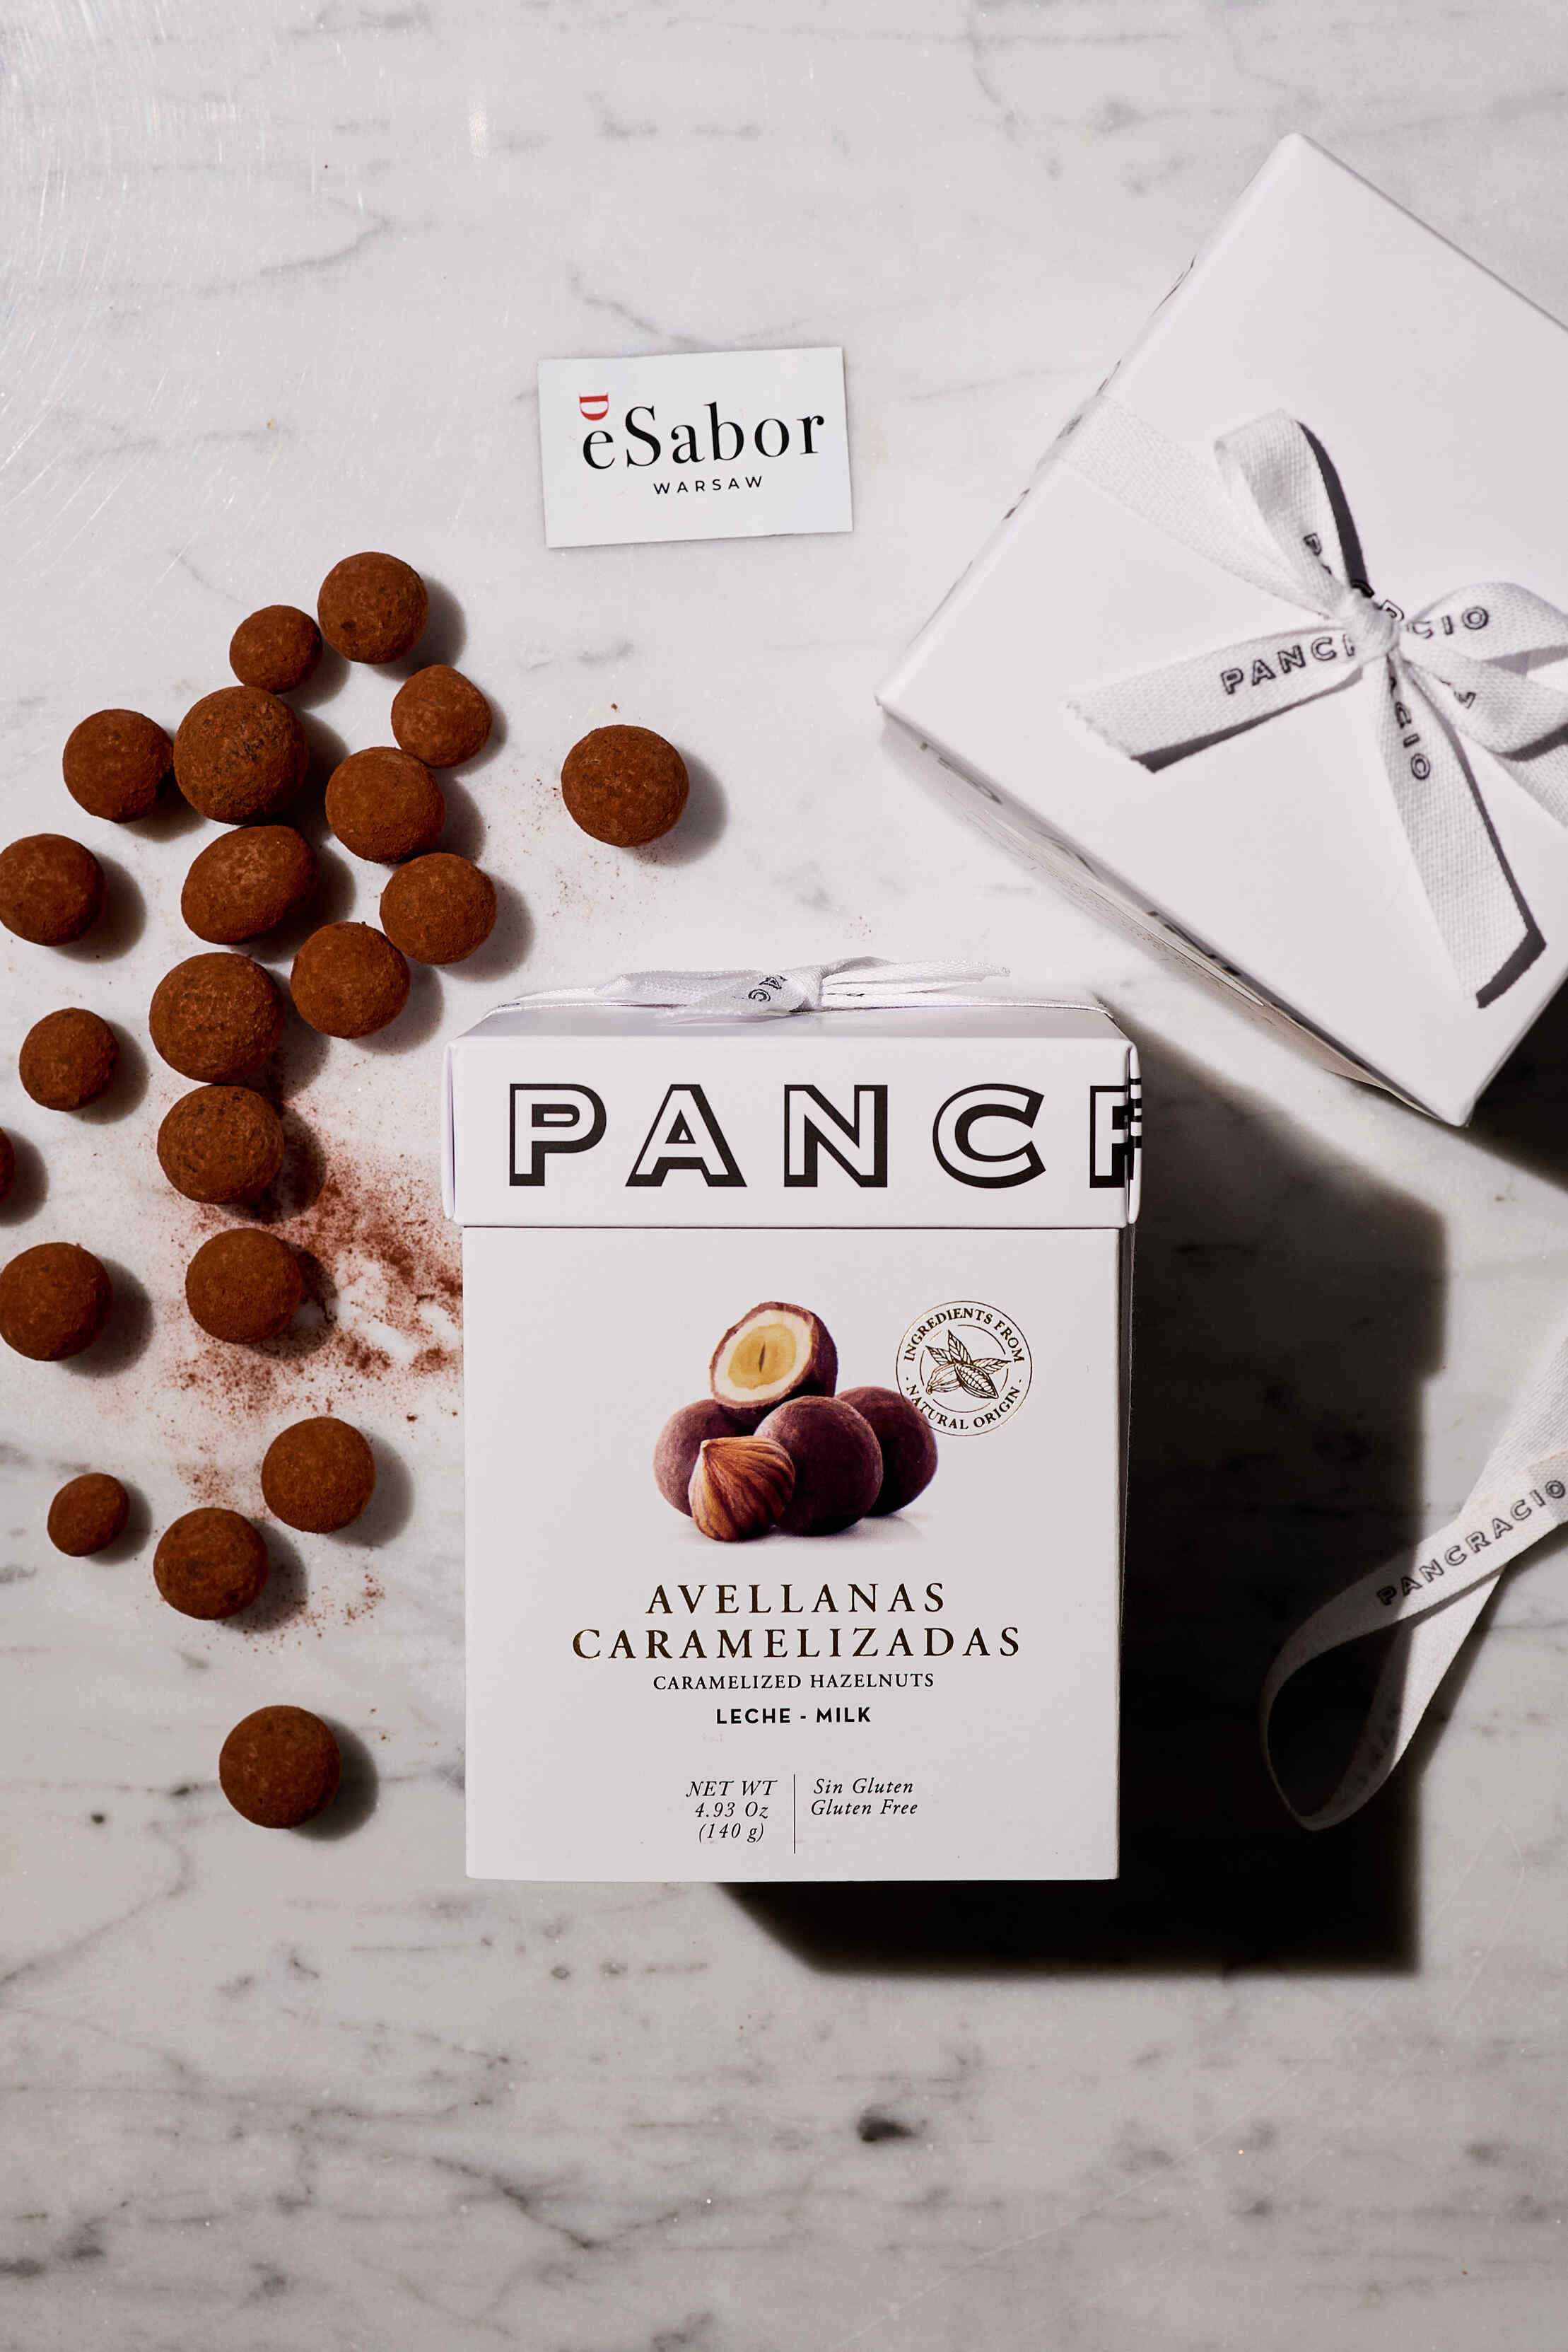 DeSabor
WARSAW
PANCRACIO
PANC
INGREDIENTS FROM
· NATURAL ORIGIN ·
AVELLANAS
CARAMELIZADAS
CARAMELIZED HAZELNUTS
LECHE - MILK
NET WT
4.93 Oz
(140 g)
Sin Gluten
Gluten Free
PANCRACIO